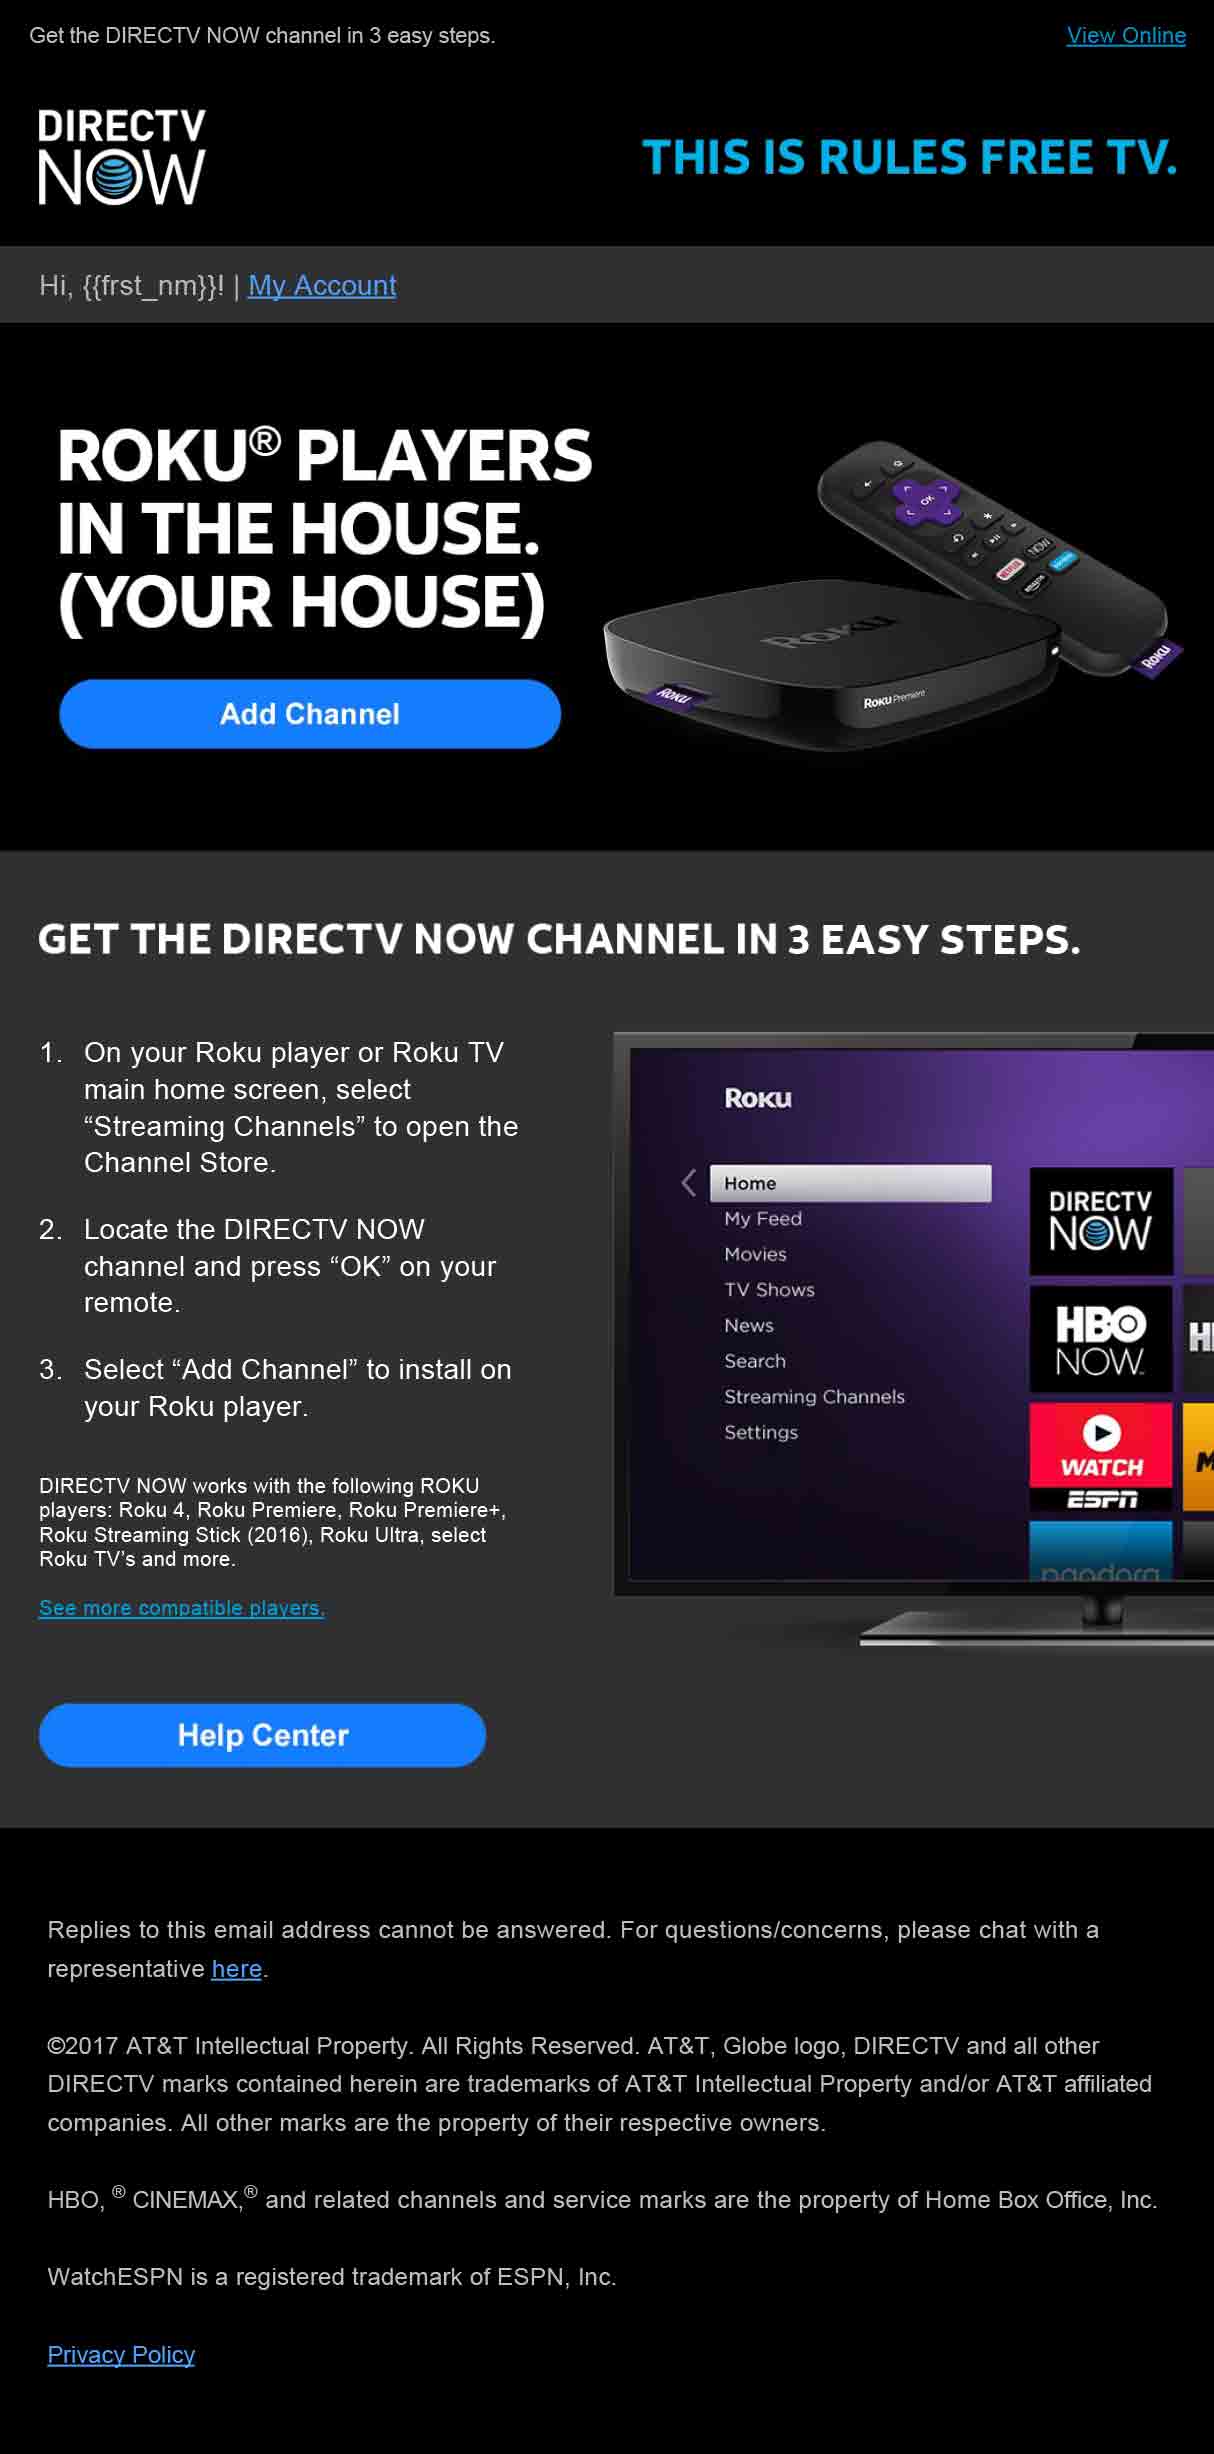 Get the DIRECTV NOW channel in 3 easy steps.
View Online
DIRECTV
NOW
THIS IS RULES FREE TV.
Hi, {{frst_nm}}! | My Account
ROKU® PLAYERS
IN THE HOUSE.
(YOUR HOUSE)
Add Channel
OK
NOW
NETFLIX
amazon
Roku
Roku
Roku
Roku Premiere
GET THE DIRECTV NOW CHANNEL IN 3 EASY STEPS.
1. On your Roku player or Roku TV
main home screen, select
“Streaming Channels” to open the
Channel Store.
2. Locate the DIRECTV NOW
channel and press “OK” on your
remote.
3. Select “Add Channel” to install on
your Roku player.
DIRECTV NOW works with the following ROKU
players: Roku 4, Roku Premiere, Roku Premiere+,
Roku Streaming Stick (2016), Roku Ultra, select
Roku TV’s and more.
See more compatible players.
Help Center
Roku
Home
My Feed
Movies
TV Shows
News
Search
Streaming Channels
Settings
DIRECTV
NOW
HBO
NOW
WATCH
ESPN
pandora
Replies to this email address cannot be answered. For questions/concerns, please chat with a
representative here.
©2017 AT&T Intellectual Property. All Rights Reserved. AT&T, Globe logo, DIRECTV and all other
DIRECTV marks contained herein are trademarks of AT&T Intellectual Property and/or AT&T affiliated
companies. All other marks are the property of their respective owners.
HBO, ® CINEMAX,® and related channels and service marks are the property of Home Box Office, Inc.
WatchESPN is a registered trademark of ESPN, Inc.
Privacy Policy